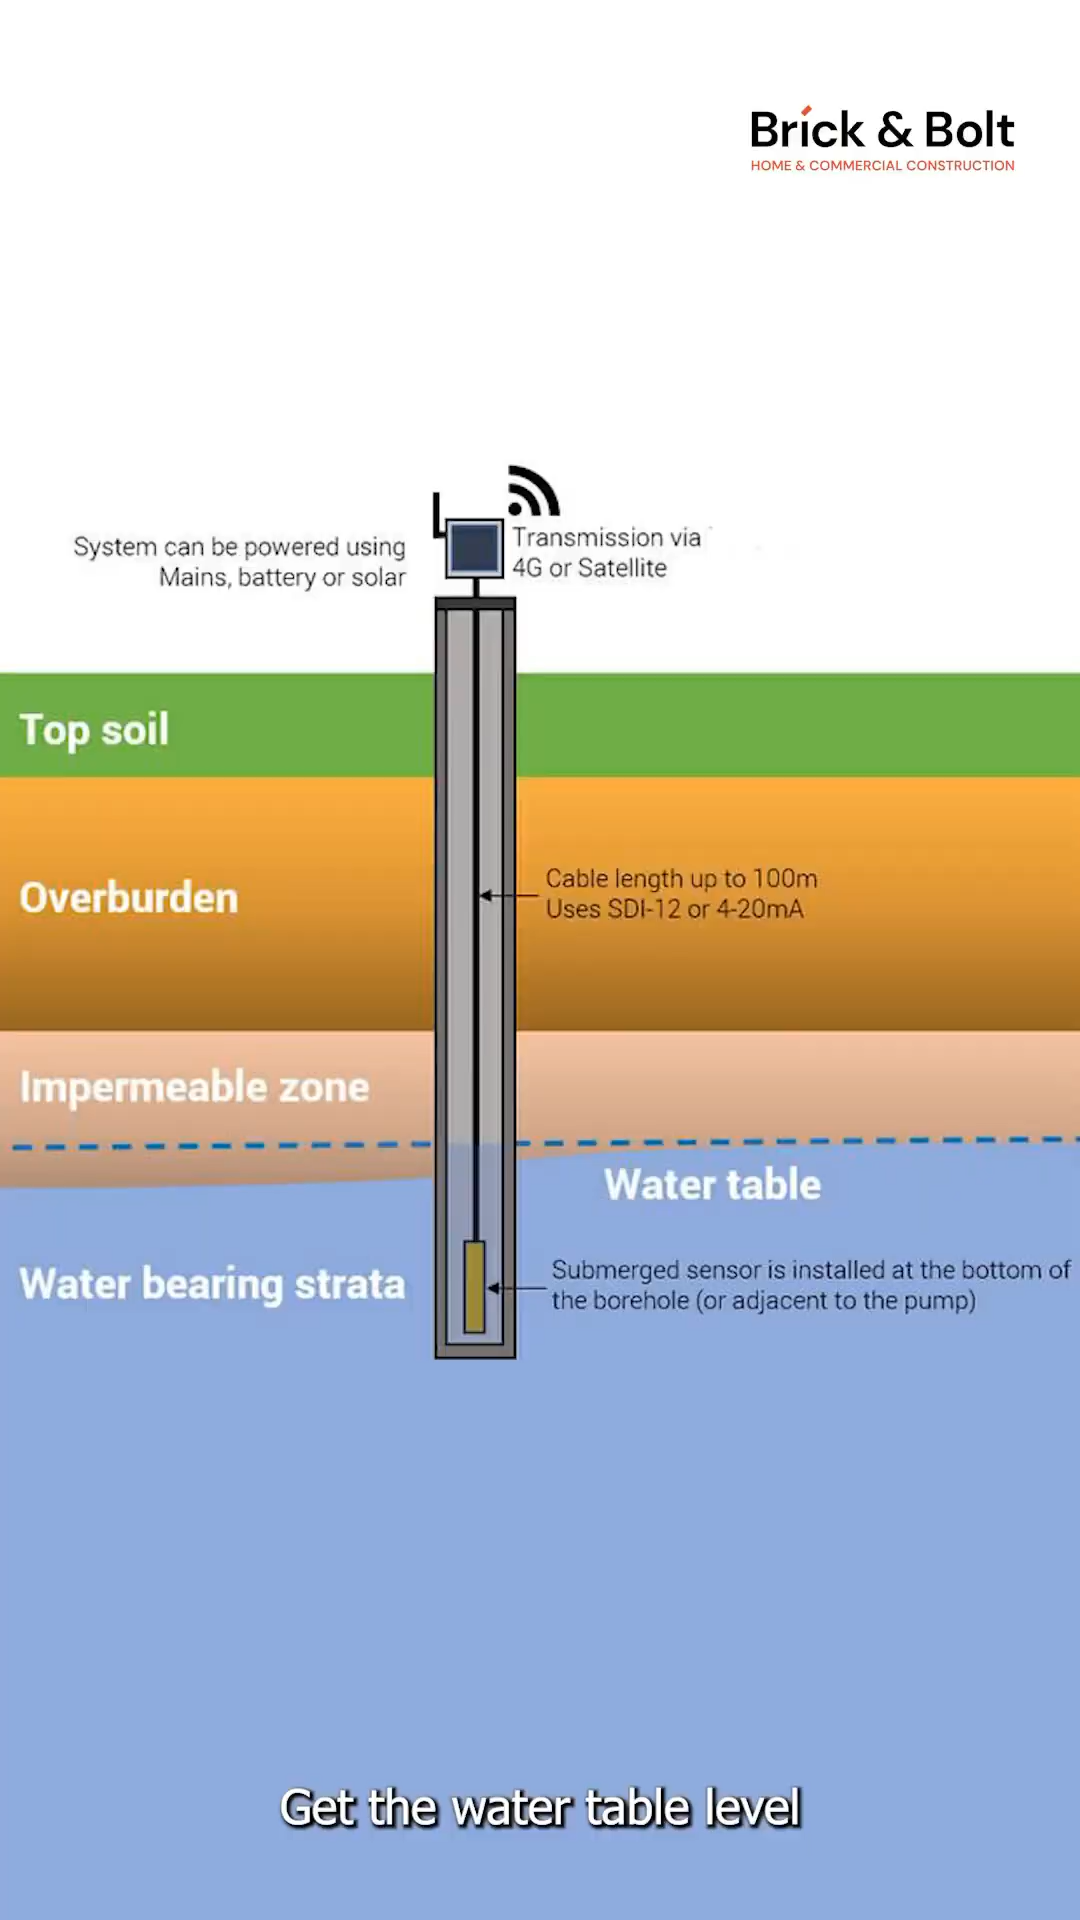 Brick & Bolt
HOME & COMMERCIAL CONSTRUCTION
System can be powered using
Mains, battery or solar
Transmission via
4G or Satellite
Top soil
Overburden
Cable length up to 100m
Uses SDI-12 or 4-20mA
Impermeable zone
Water table
Water bearing strata
Submerged sensor is installed at the bottom of
the borehole (or adjacent to the pump)
Get the water table level